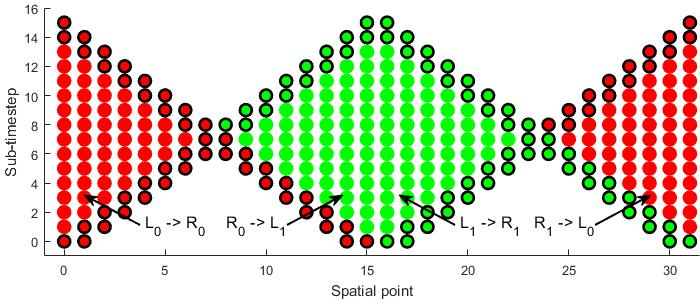 16
14
12
10
8
6
4
2
0
Sub-timestep
L₀ -> R₀
R₀ -> L₁
L₁ -> R₁
R₁ -> L₀
0
5
10
15
20
25
30
Spatial point